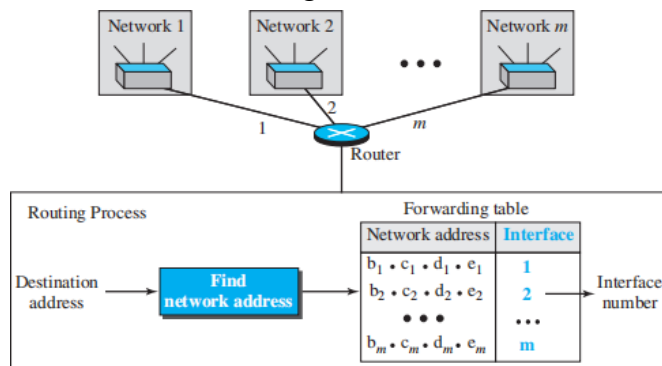 Network 1
Network 2
Network m
• • •
1
2
m
Router
Routing Process
Forwarding table
Network address Interface
Destination address
Find network address
b₁ • c₁ • d₁ • e₁ 1
b₂ • c₂ • d₂ • e₂ 2
• • • • • •
bₘ • cₘ • dₘ • eₘ m
Interface number